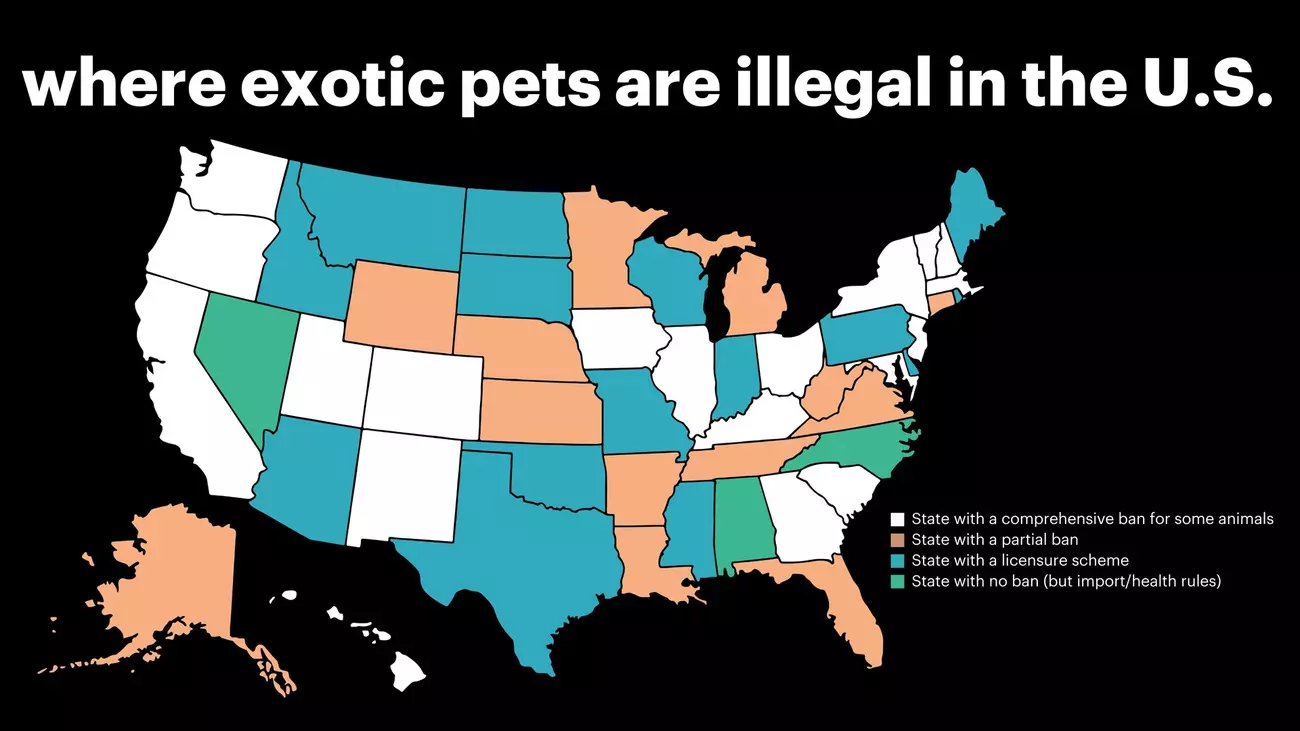 where exotic pets are illegal in the U.S.
State with a comprehensive ban for some animals
State with a partial ban
State with a licensure scheme
State with no ban (but import/health rules)